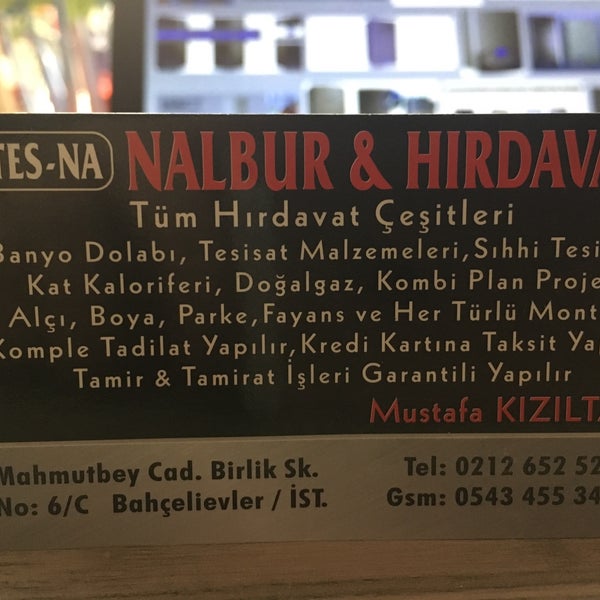 TES-NA NALBUR & HIRDAVA
Tüm Hırdavat Çeşitleri
Banyo Dolabı, Tesisat Malzemeleri, Sıhhi Tesi
Kat Kaloriferi, Doğalgaz, Kombi Plan Proje
Alçı, Boya, Parke, Fayans ve Her Türlü Mont
Komple Tadilat Yapılır, Kredi Kartına Taksit Ya
Tamir & Tamirat İşleri Garantili Yapılır
Mustafa KIZILTA
Mahmutbey Cad. Birlik Sk.
No: 6/C Bahçelievler / İST.
Tel: 0212 652 52
Gsm: 0543 455 34